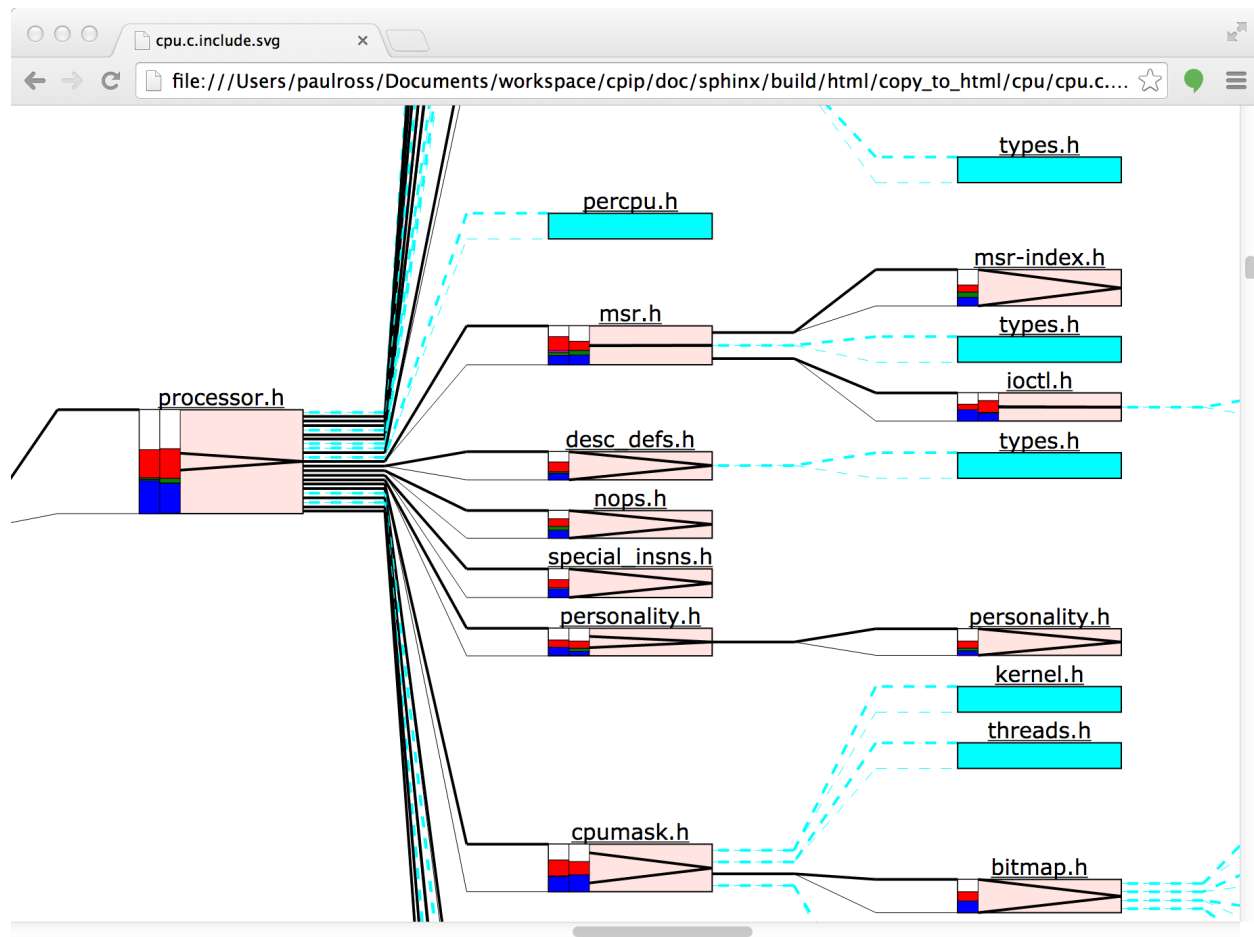 cpu.c.include.svg
file:///Users/paulross/Documents/workspace/cpip/doc/sphinx/build/html/copy_to_html/cpu/cpu.c....
types.h
percpu.h
msr-index.h
msr.h
types.h
ioctl.h
processor.h
desc_defs.h
types.h
nops.h
special_insns.h
personality.h
personality.h
kernel.h
threads.h
cpumask.h
bitmap.h